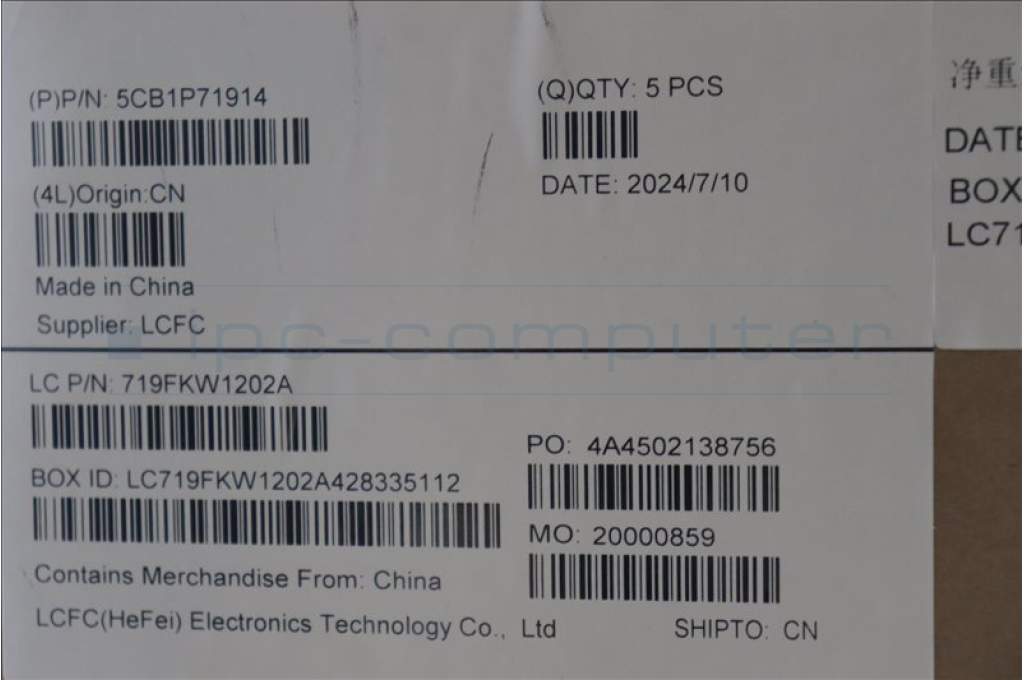 (P)P/N: 5CB1P71914
(Q)QTY: 5 PCS
DATE: 2024/7/10
(4L)Origin:CN
Made in China
Supplier: LCFC
ipc-computer
LC P/N: 719FKW1202A
BOX ID: LC719FKW1202A428335112
PO: 4A4502138756
MO: 20000859
Contains Merchandise From: China
LCFC(HeFei) Electronics Technology Co., Ltd
SHIPTO: CN
净重
DATE
BOX
LC71